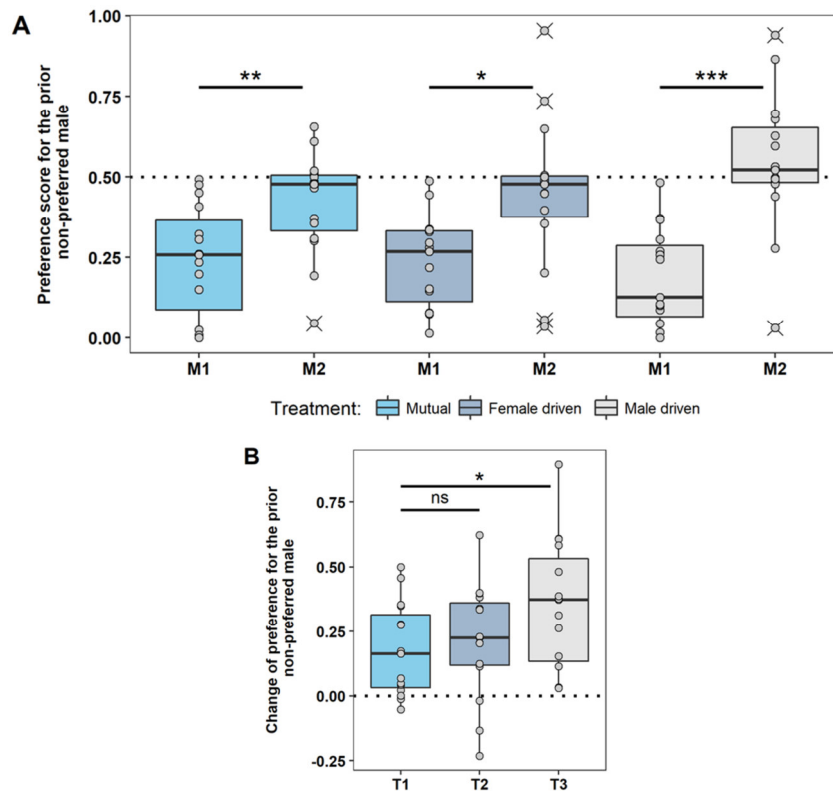 A
Preference score for the prior
non-preferred male
1.00
0.75
0.50
0.25
0.00
**
*
***
M1 M2 M1 M2 M1 M2
Treatment: Mutual Female driven Male driven
B
Change of preference for the prior
non-preferred male
0.75
0.50
0.25
0.00
-0.25
*
ns
T1 T2 T3